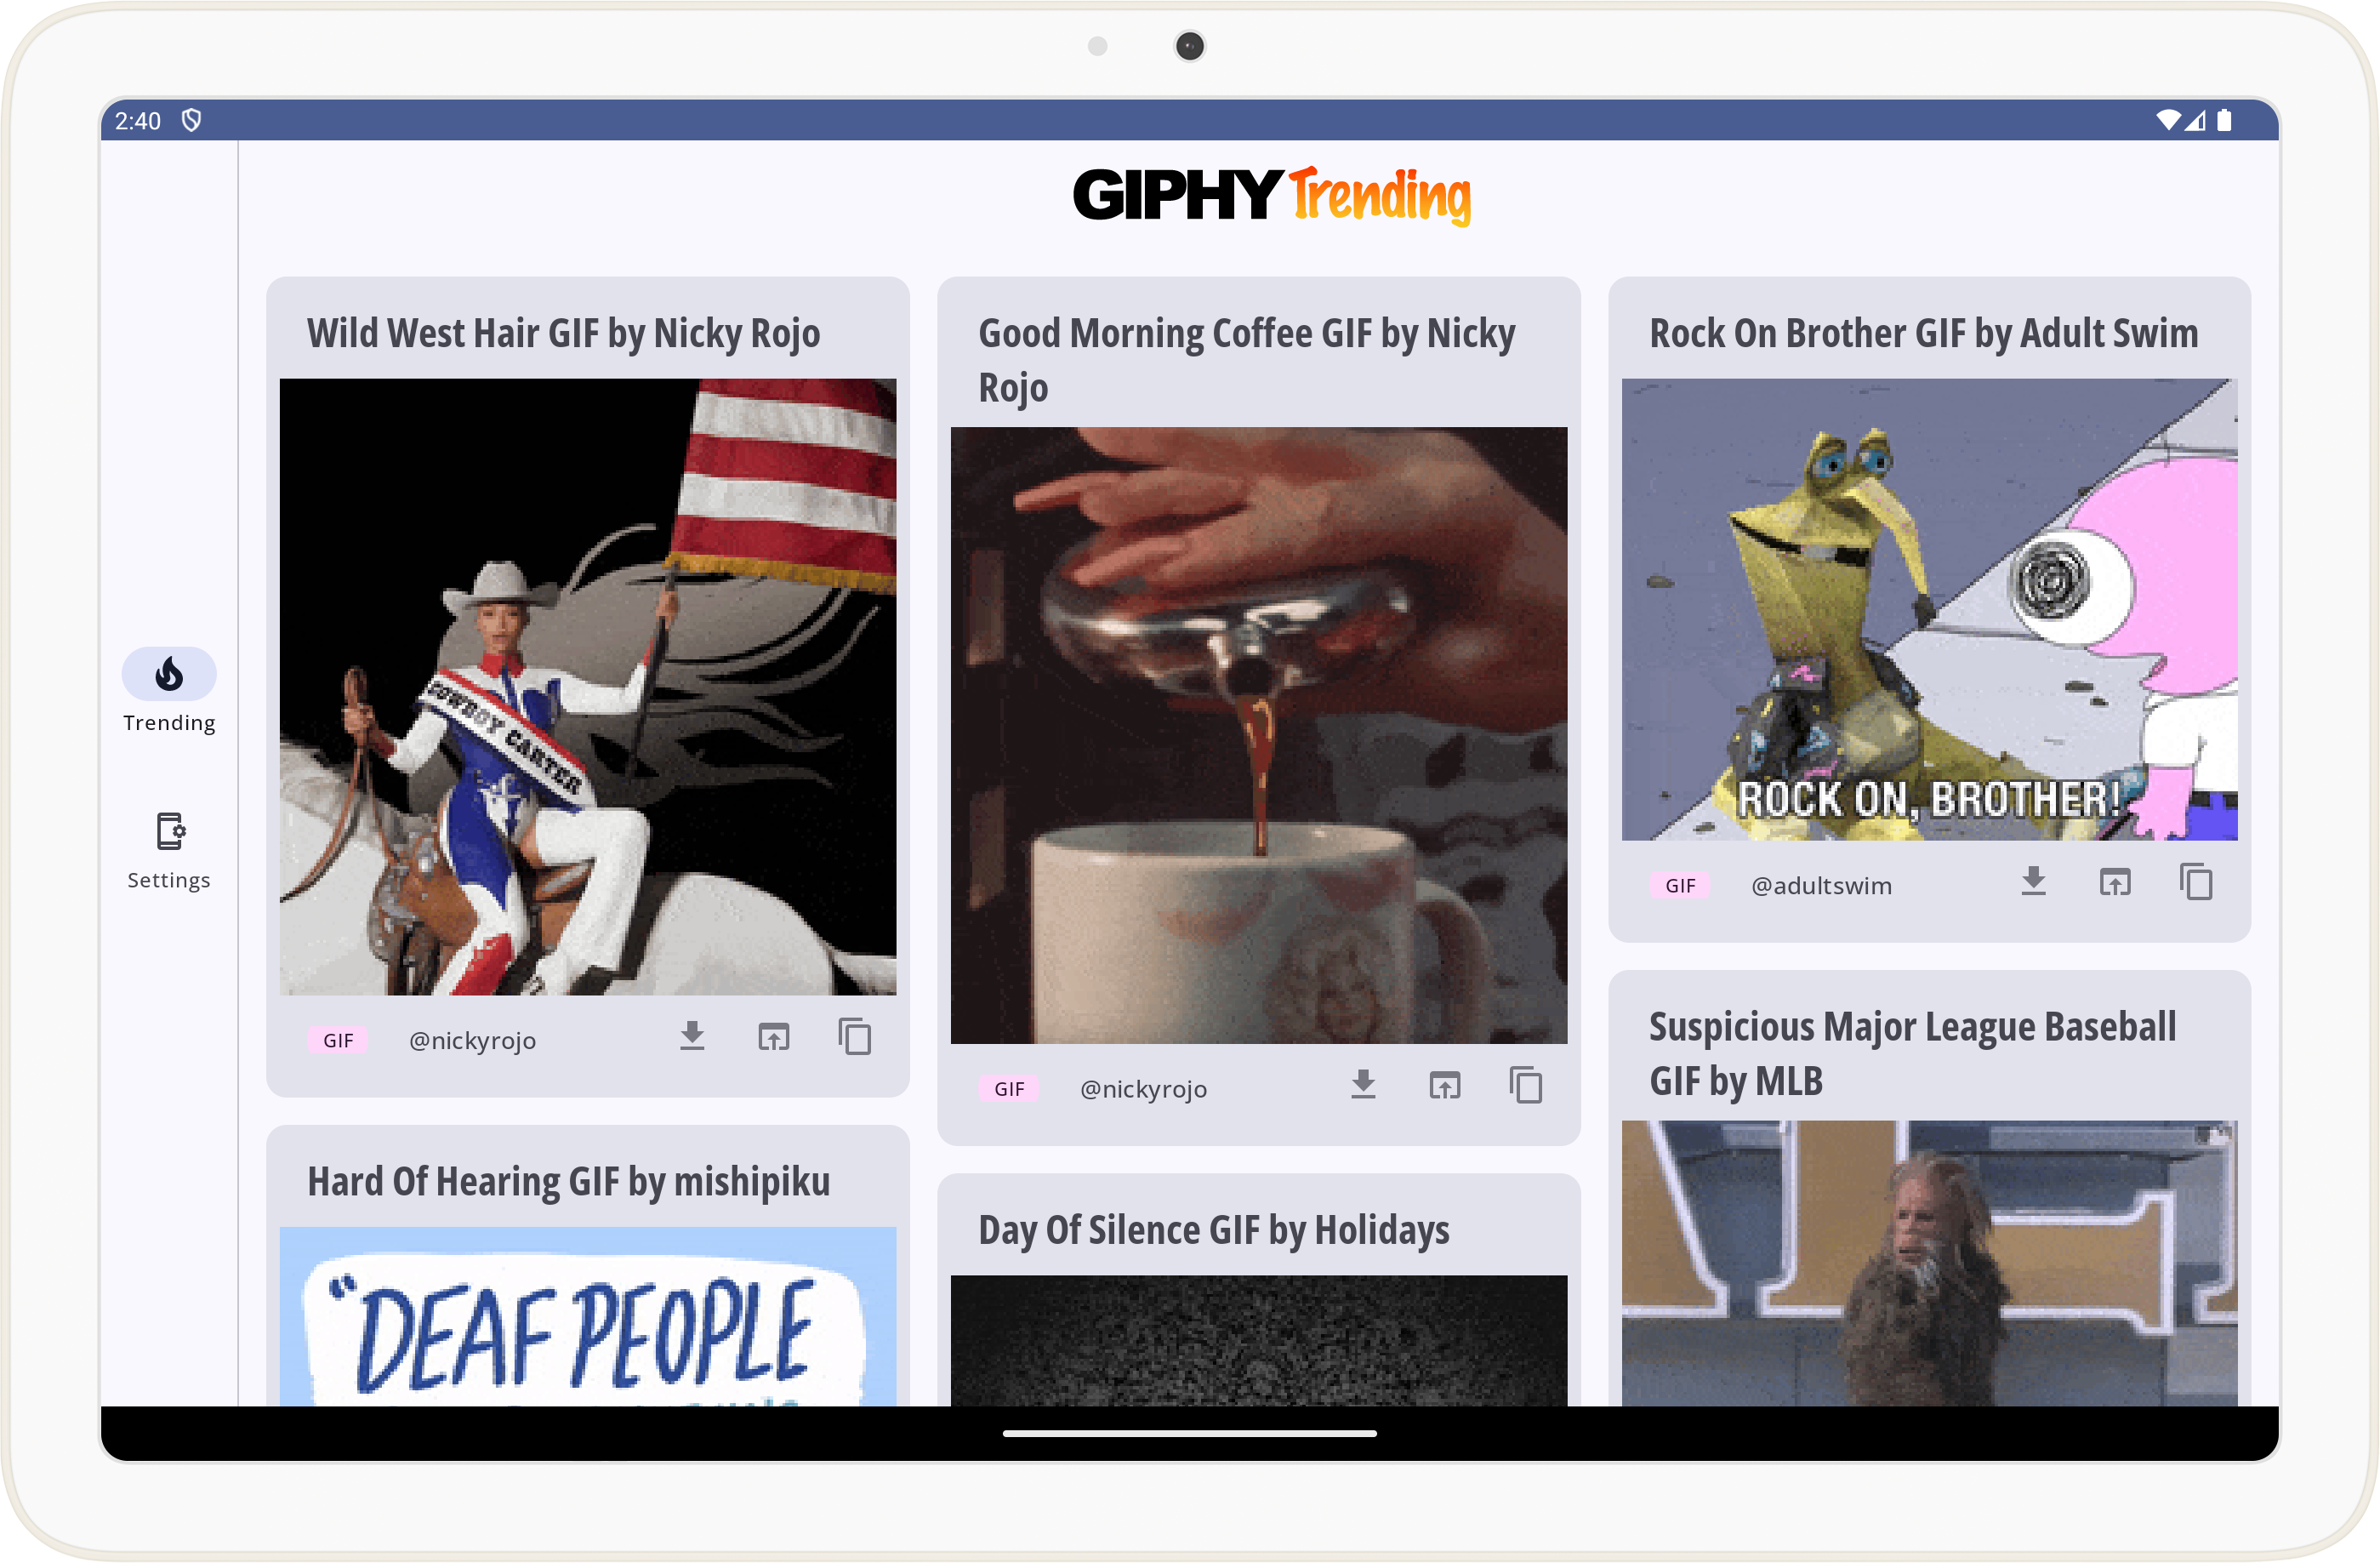 2:40
GIPHY Trending
Trending
Settings
Wild West Hair GIF by Nicky Rojo
COWBOY CARTER
GIF @nickyrojo
Hard Of Hearing GIF by mishipiku
“DEAF PEOPLE
Good Morning Coffee GIF by Nicky
Rojo
GIF @nickyrojo
Day Of Silence GIF by Holidays
Rock On Brother GIF by Adult Swim
ROCK ON, BROTHER!
GIF @adultswim
Suspicious Major League Baseball
GIF by MLB